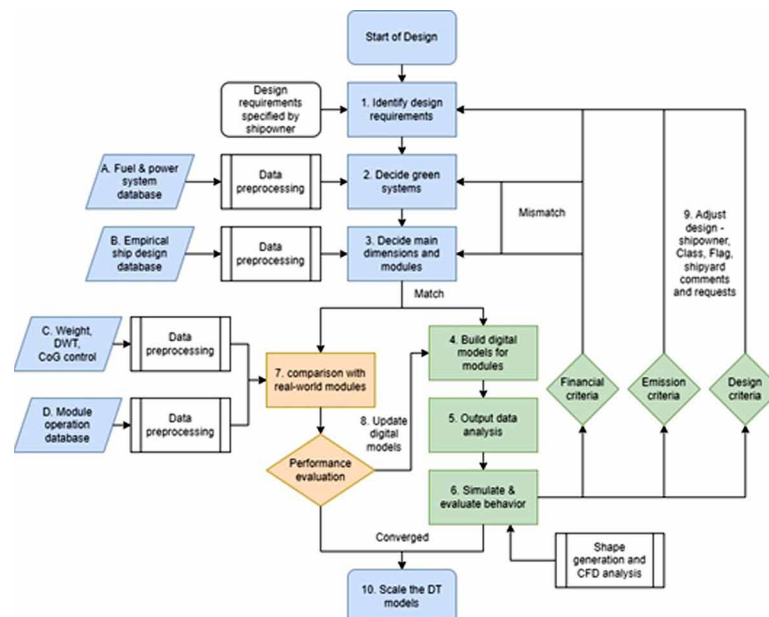 Start of Design
Design
requirements
specified by
shipowner
1. Identify design
requirements
A. Fuel & power
system
database
Data
preprocessing
2. Decide green
systems
Mismatch
9. Adjust
design -
shipowner,
Class, Flag,
shipyard
comments
and requests
B. Empirical
ship design
database
Data
preprocessing
3. Decide main
dimensions and
modules
Match
C. Weight,
DWT,
CoG control
Data
preprocessing
7. comparison with
real-world modules
4. Build digital
models for
modules
Financial
criteria
Emission
criteria
Design
criteria
D. Module
operation
database
Data
preprocessing
8. Update
digital
models
5. Output data
analysis
Performance
evaluation
6. Simulate &
evaluate behavior
Converged
Shape
generation and
CFD analysis
10. Scale the DT
models